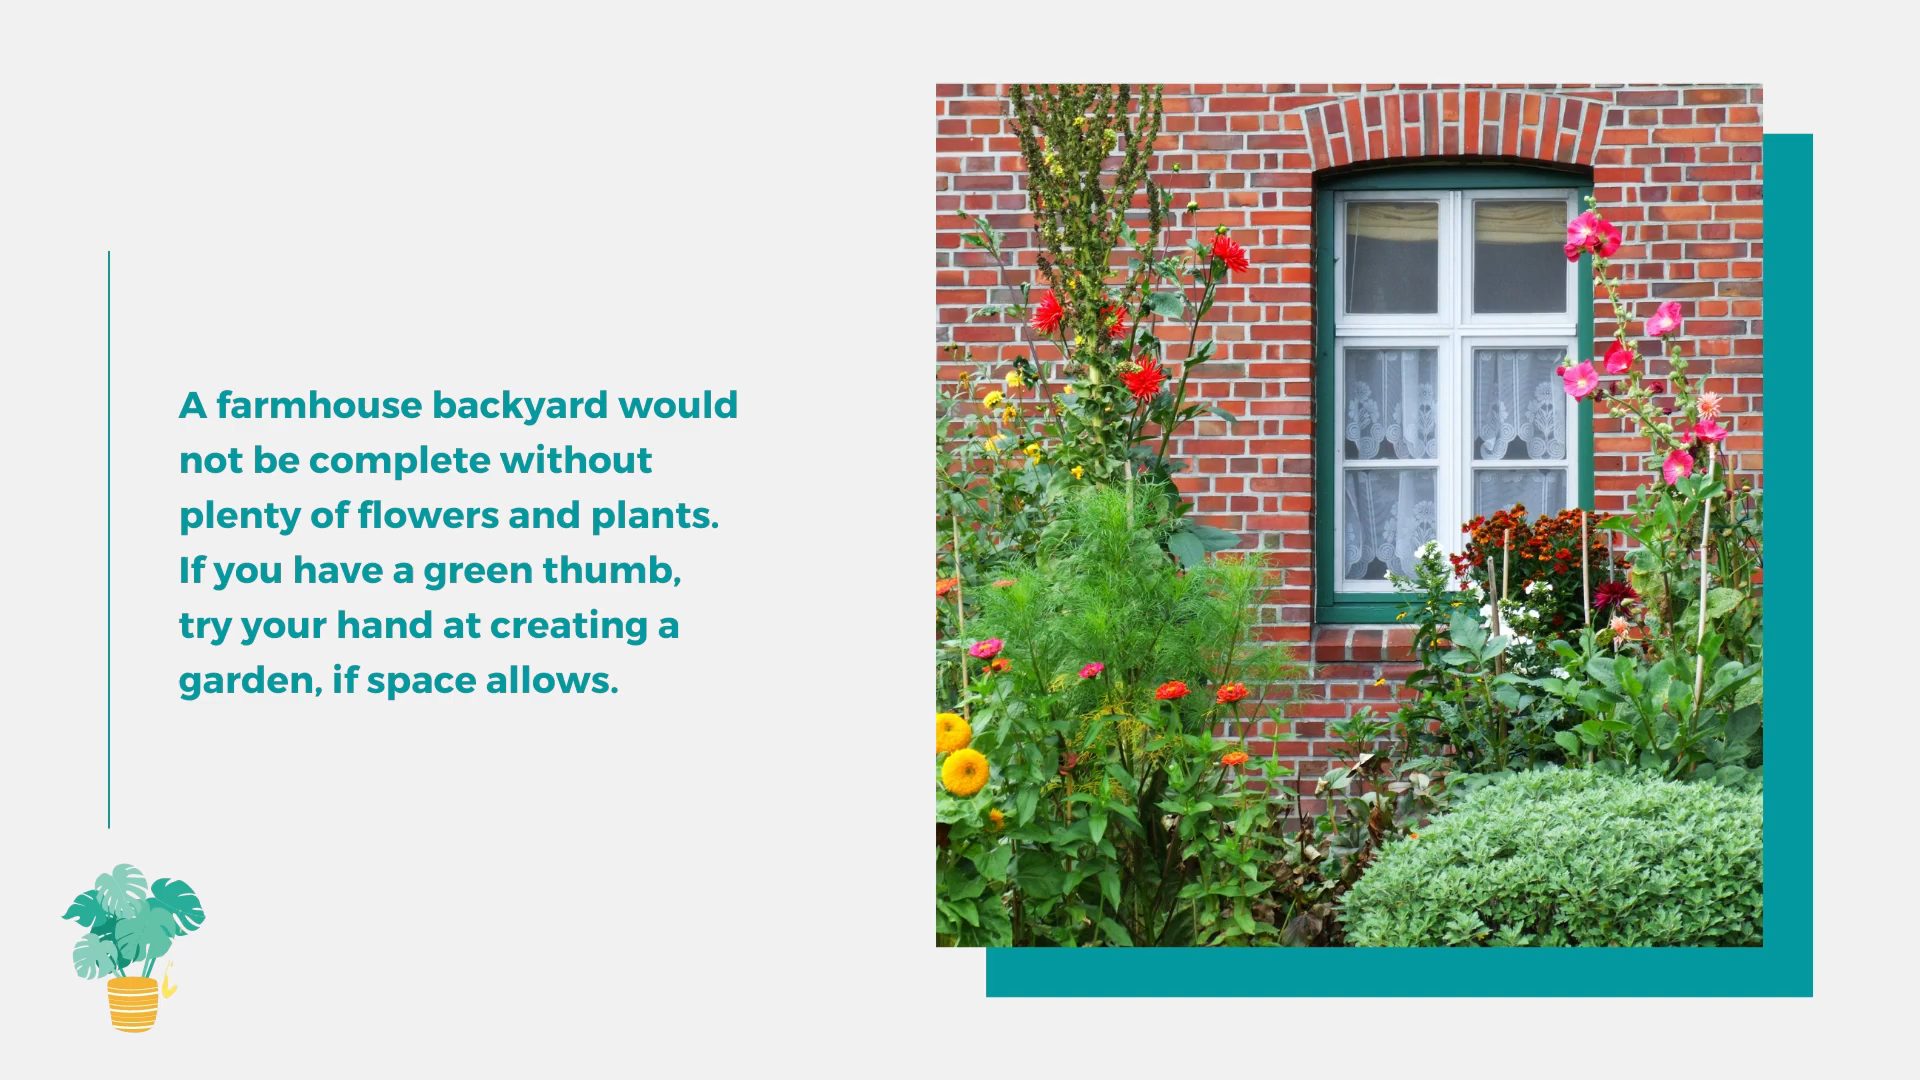 A farmhouse backyard would
not be complete without
plenty of flowers and plants.
If you have a green thumb,
try your hand at creating a
garden, if space allows.